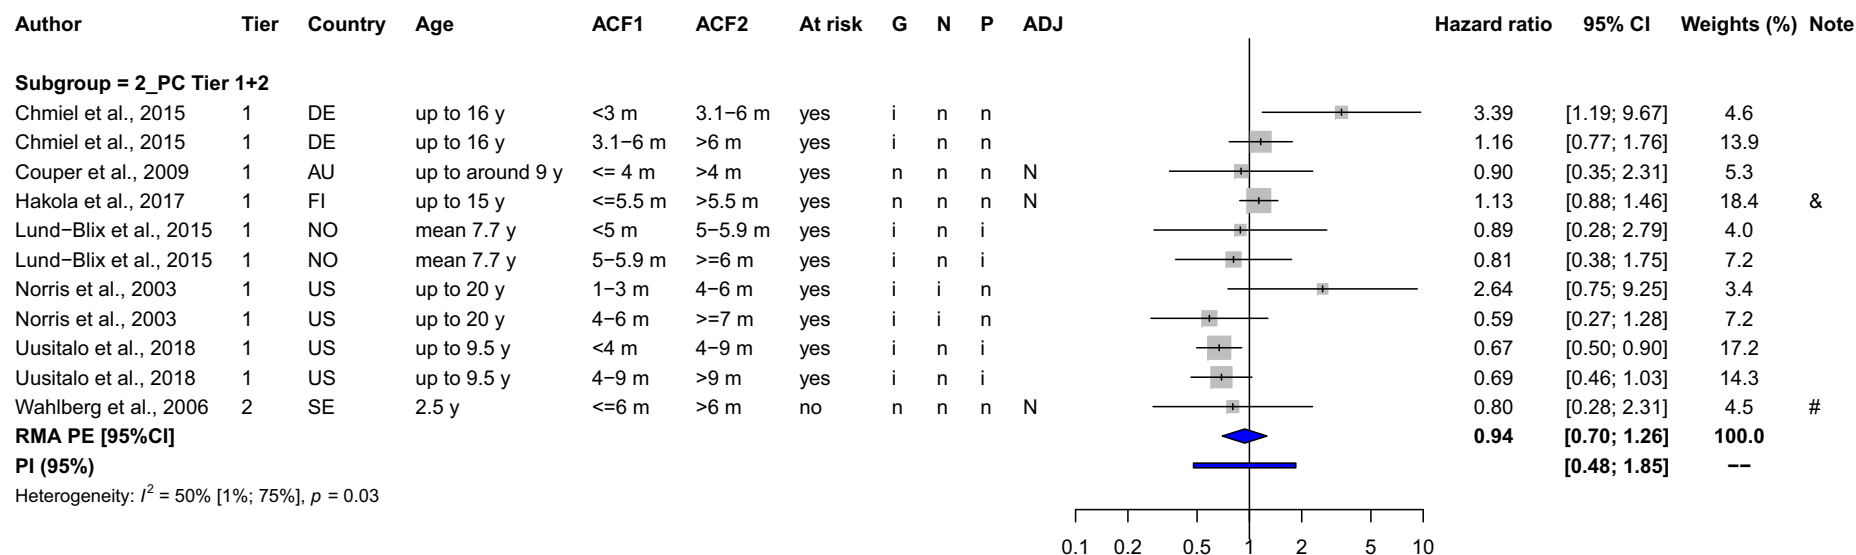 Author Tier Country Age ACF1 ACF2 At risk G N P ADJ Hazard ratio 95% CI Weights (%) Note
Subgroup = 2_PC Tier 1+2
Chmiel et al., 2015 1 DE up to 16 y <3 m 3.1−6 m yes i n n 3.39 [1.19; 9.67] 4.6
Chmiel et al., 2015 1 DE up to 16 y 3.1−6 m >6 m yes i n n 1.16 [0.77; 1.76] 13.9
Couper et al., 2009 1 AU up to around 9 y <= 4 m >4 m yes n n n N 0.90 [0.35; 2.31] 5.3
Hakola et al., 2017 1 FI up to 15 y <=5.5 m >5.5 m yes n n n N 1.13 [0.88; 1.46] 18.4 &
Lund−Blix et al., 2015 1 NO mean 7.7 y <5 m 5−5.9 m yes i n i 0.89 [0.28; 2.79] 4.0
Lund−Blix et al., 2015 1 NO mean 7.7 y 5−5.9 m >=6 m yes i n i 0.81 [0.38; 1.75] 7.2
Norris et al., 2003 1 US up to 20 y 1−3 m 4−6 m yes i i n 2.64 [0.75; 9.25] 3.4
Norris et al., 2003 1 US up to 20 y 4−6 m >=7 m yes i i n 0.59 [0.27; 1.28] 7.2
Uusitalo et al., 2018 1 US up to 9.5 y <4 m 4−9 m yes i n i 0.67 [0.50; 0.90] 17.2
Uusitalo et al., 2018 1 US up to 9.5 y 4−9 m >9 m yes i n i 0.69 [0.46; 1.03] 14.3
Wahlberg et al., 2006 2 SE 2.5 y <=6 m >6 m no n n n N 0.80 [0.28; 2.31] 4.5 #
RMA PE [95%CI] 0.94 [0.70; 1.26] 100.0
PI (95%) [0.48; 1.85] −−
Heterogeneity: I² = 50% [1%; 75%], p = 0.03
0.1 0.2 0.5 1 2 5 10